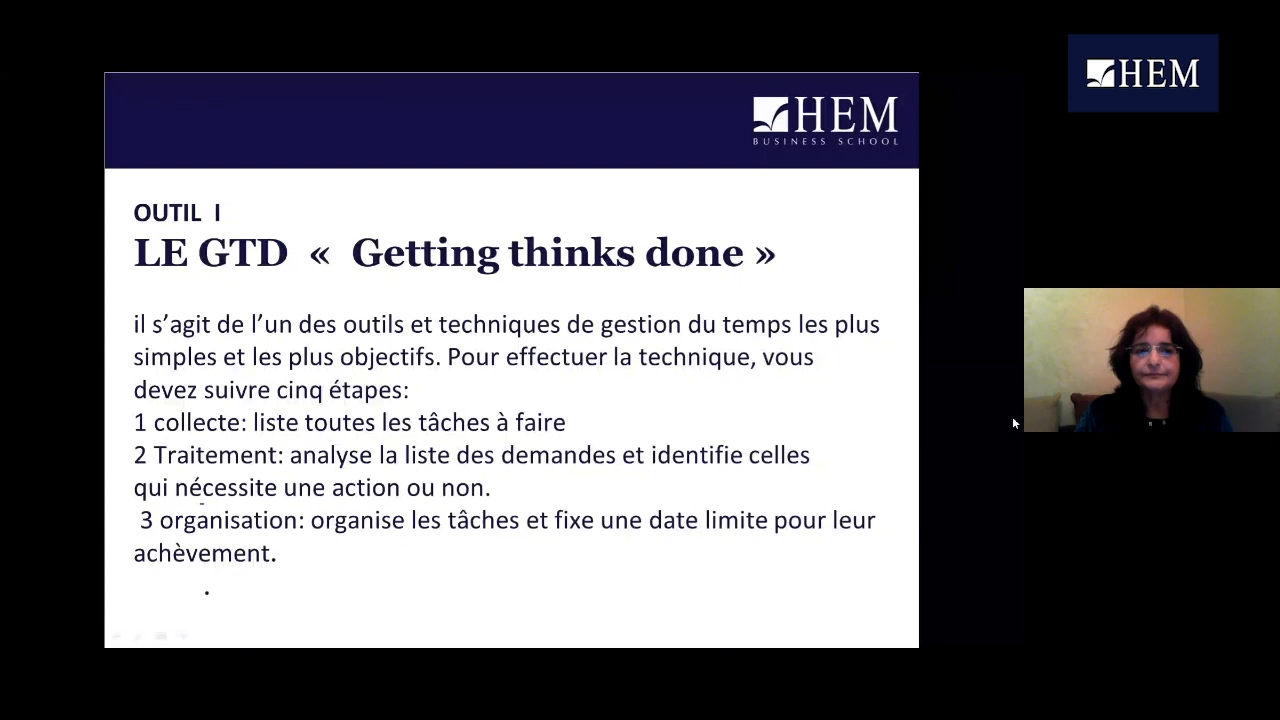 HEM
HEM
BUSINESS SCHOOL
OUTIL I
LE GTD « Getting thinks done »
il s’agit de l’un des outils et techniques de gestion du temps les plus
simples et les plus objectifs. Pour effectuer la technique, vous
devez suivre cinq étapes:
1 collecte: liste toutes les tâches à faire
2 Traitement: analyse la liste des demandes et identifie celles
qui nécessite une action ou non.
3 organisation: organise les tâches et fixe une date limite pour leur
achèvement.
.